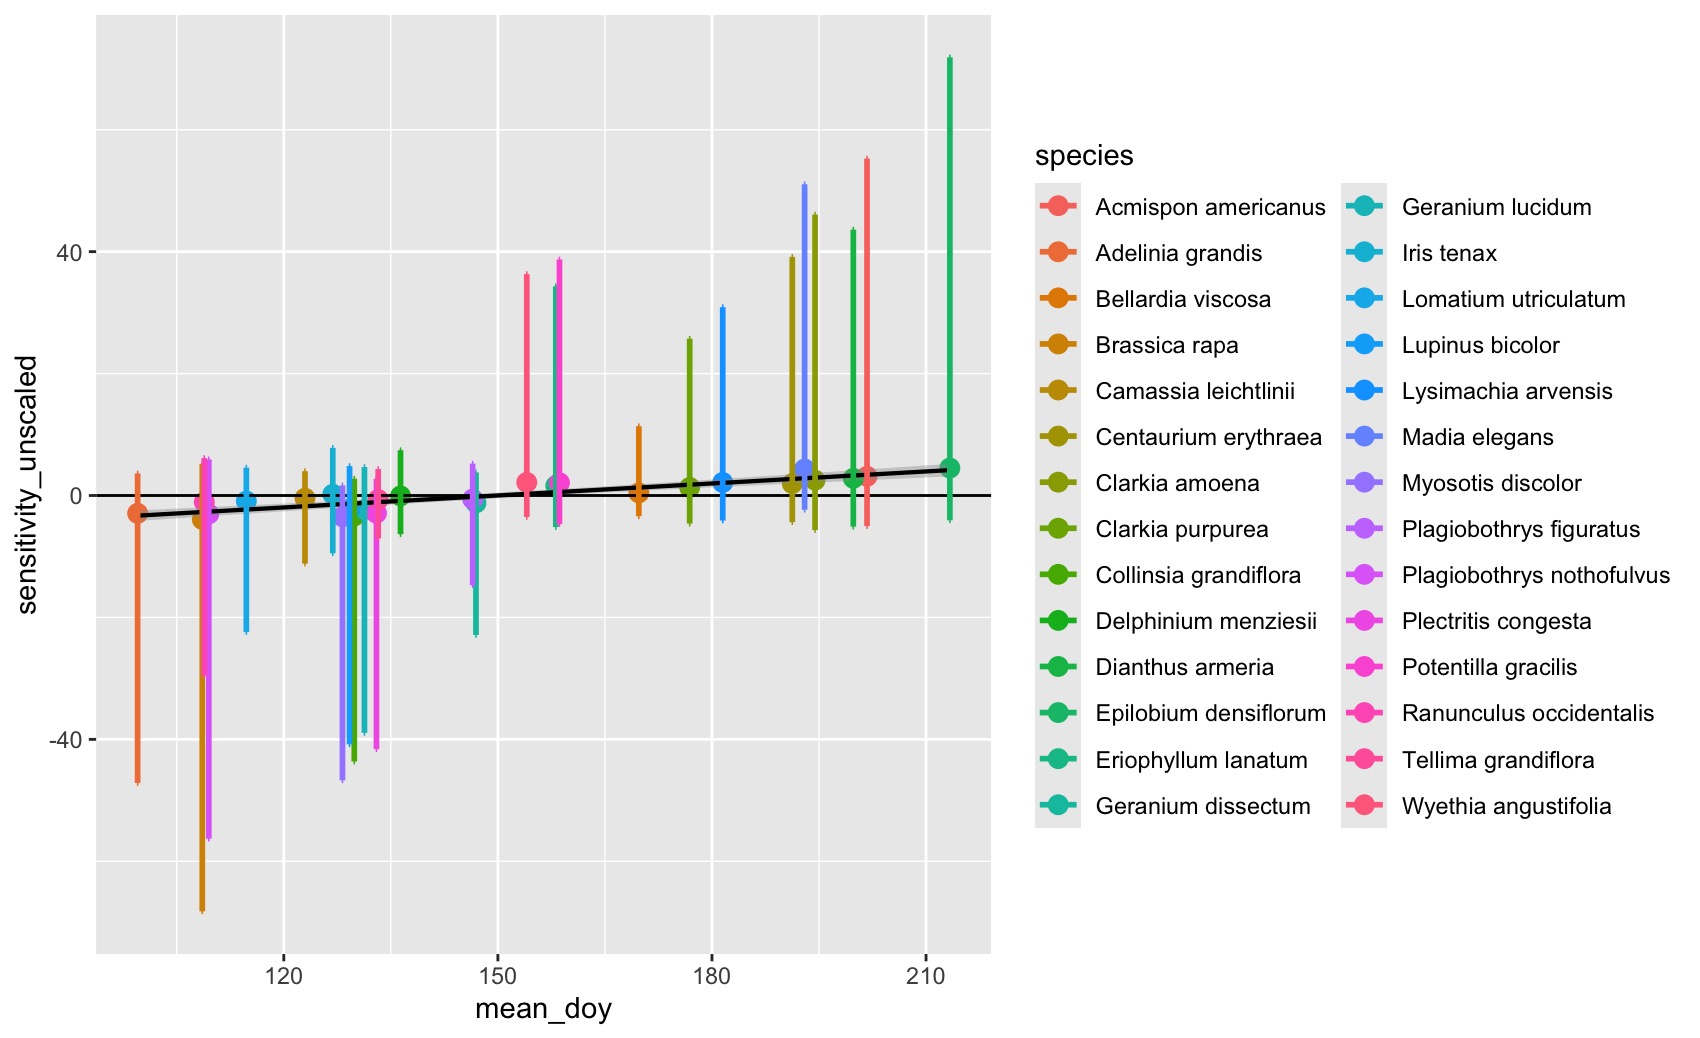 sensitivity_unscaled
40
0
-40
120
150
180
210
mean_doy
species
Acmispon americanus
Adelinia grandis
Bellardia viscosa
Brassica rapa
Camassia leichtlinii
Centaurium erythraea
Clarkia amoena
Clarkia purpurea
Collinsia grandiflora
Delphinium menziesii
Dianthus armeria
Epilobium densiflorum
Eriophyllum lanatum
Geranium dissectum
Geranium lucidum
Iris tenax
Lomatium utriculatum
Lupinus bicolor
Lysimachia arvensis
Madia elegans
Myosotis discolor
Plagiobothrys figuratus
Plagiobothrys nothofulvus
Plectritis congesta
Potentilla gracilis
Ranunculus occidentalis
Tellima grandiflora
Wyethia angustifolia